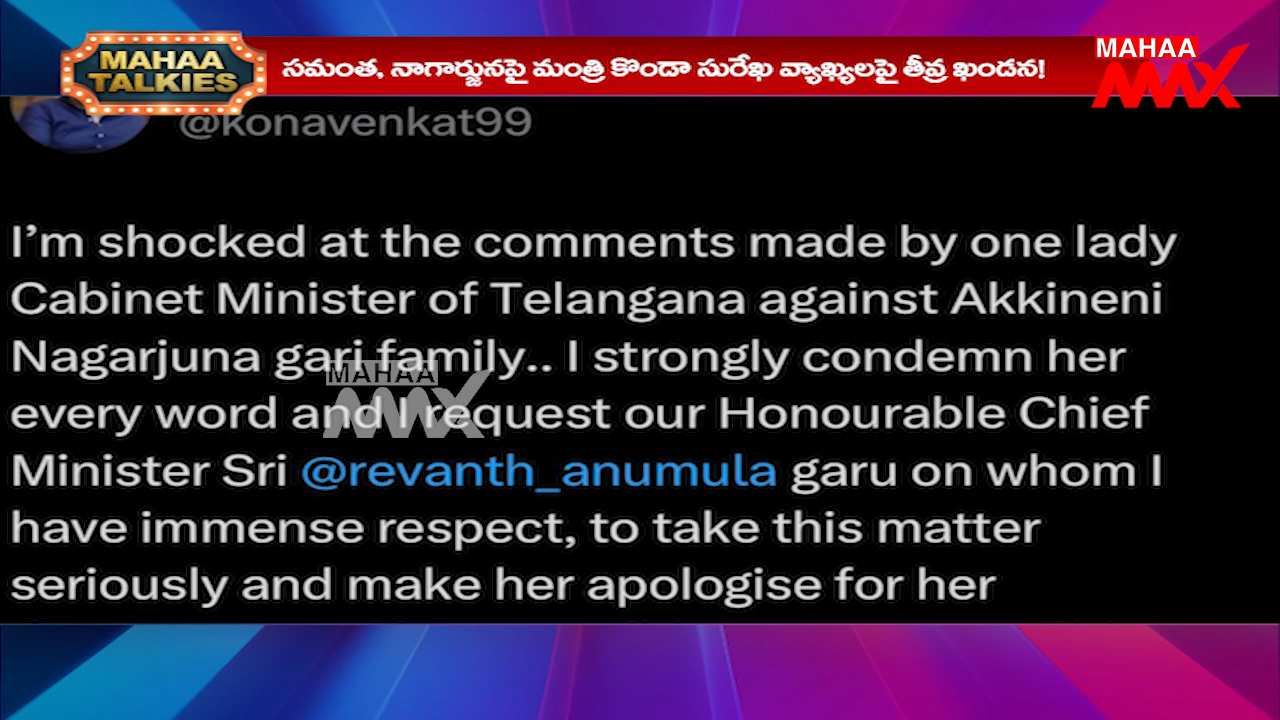 MAHAA
TALKIES
సమంత, నాగార్జునపై మంత్రి కొండా సురేఖ వ్యాఖ్యలపై తీవ్ర ఖండన!
MAHAA
MAX
@konavenkat99
I’m shocked at the comments made by one lady
Cabinet Minister of Telangana against Akkineni
Nagarjuna gari family.. I strongly condemn her
every word and I request our Honourable Chief
Minister Sri @revanth_anumula garu on whom I
have immense respect, to take this matter
seriously and make her apologise for her
MAHAA
MAX